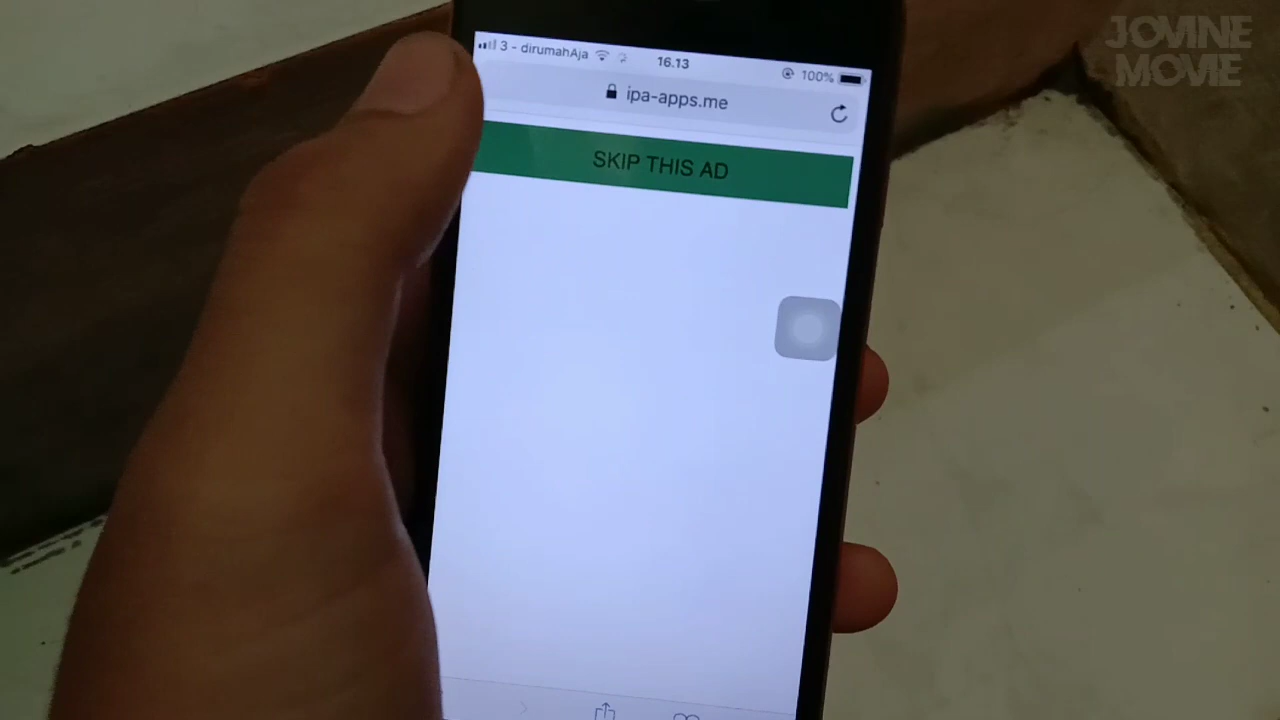 JOVINE
MOVIE
3 - dirumahAja
16.13
100%
ipa-apps.me
SKIP THIS AD